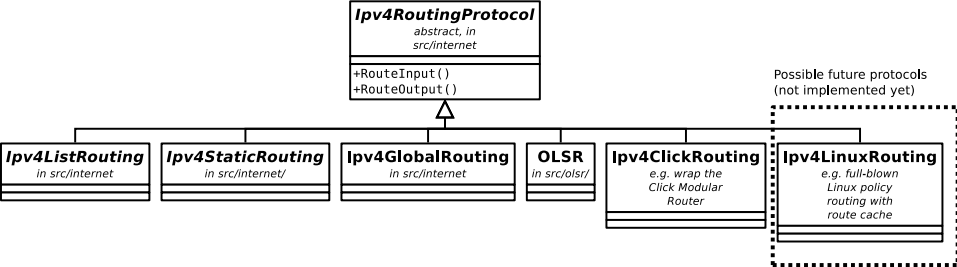 Ipv4RoutingProtocol
abstract, in
src/internet
+RouteInput()
+RouteOutput()
Possible future protocols
(not implemented yet)
Ipv4ListRouting
in src/internet
Ipv4StaticRouting
in src/internet/
Ipv4GlobalRouting
in src/internet
OLSR
in src/olsr/
Ipv4ClickRouting
e.g. wrap the
Click Modular
Router
Ipv4LinuxRouting
e.g. full-blown
Linux policy
routing with
route cache